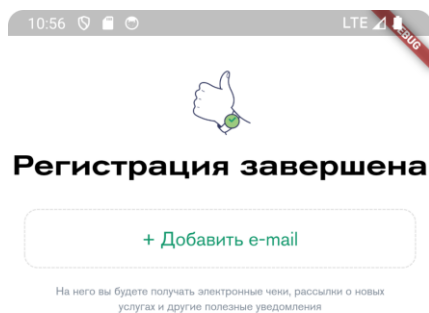 10:56 LTE
DEBUG
Регистрация завершена
+ Добавить e-mail
На него вы будете получать электронные чеки, рассылки о новых
услугах и другие полезные уведомления